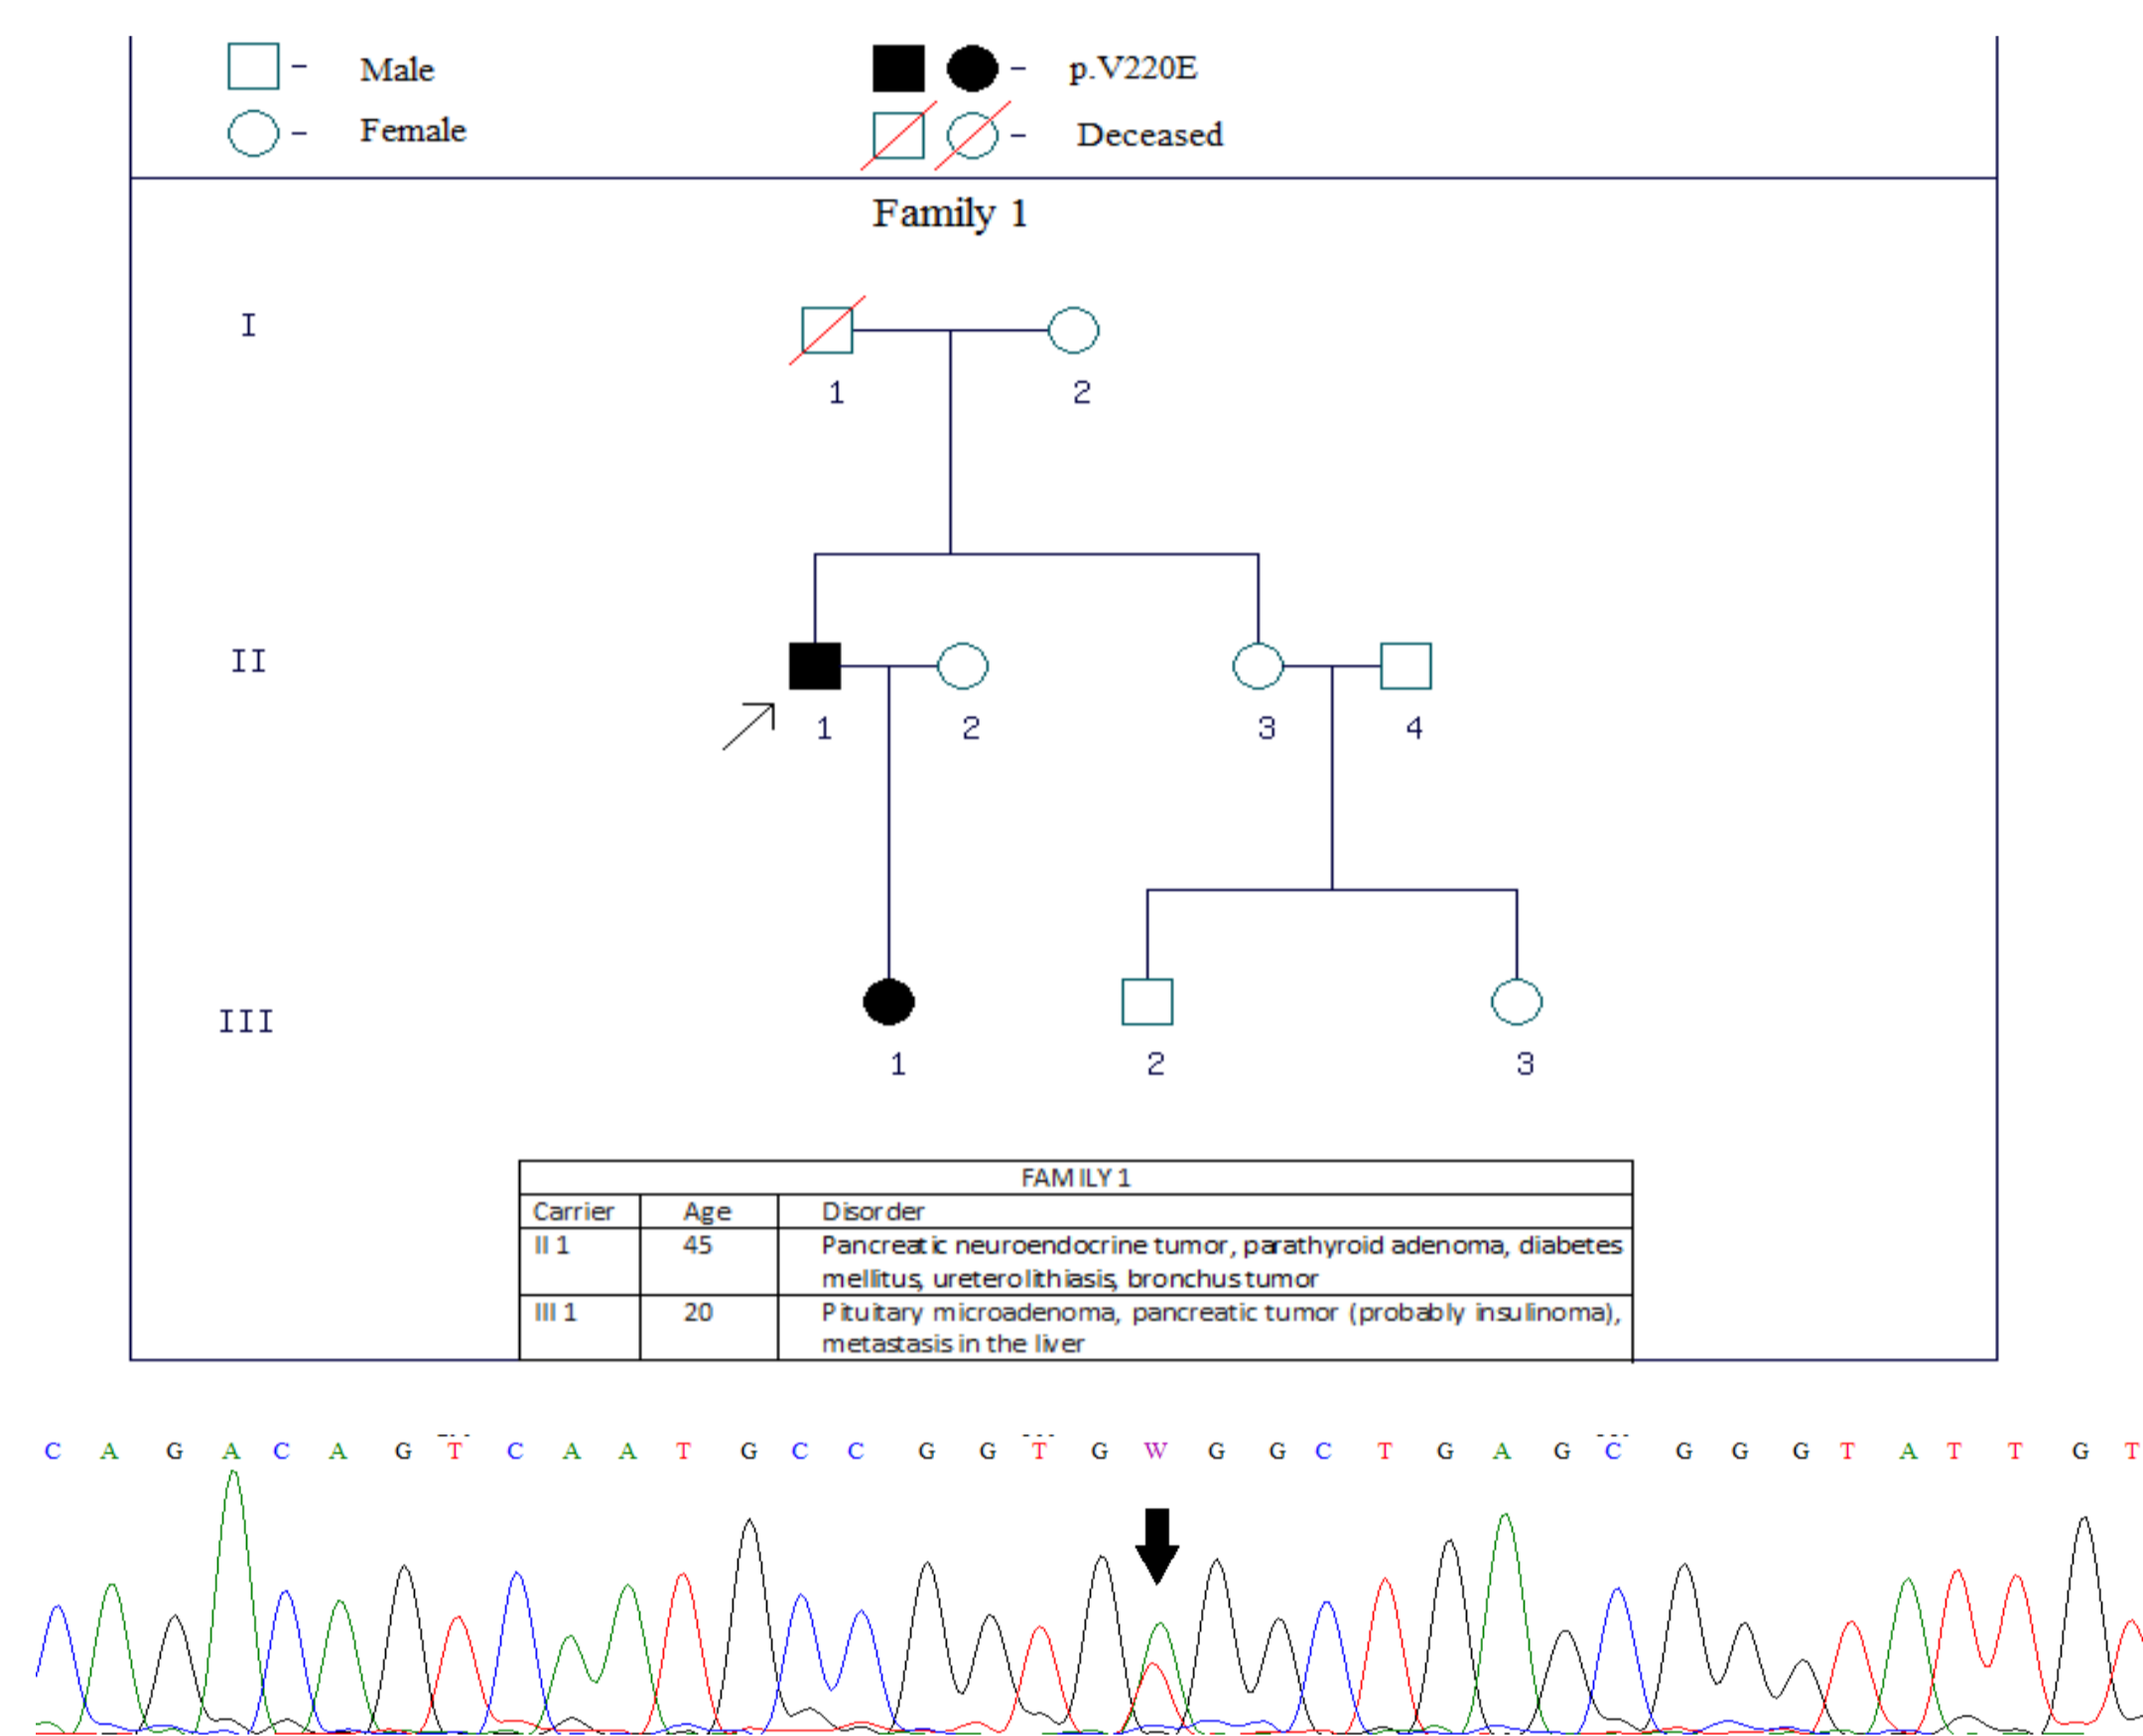 Male
p.V220E
Female
Deceased
Family 1
I
1
2
II
1
2
3
4
III
1
2
3
FAMILY 1
Carrier Age Disorder
II 1 45 Pancreatic neuroendocrine tumor, parathyroid adenoma, diabetes
mellitus, ureterolithiasis, bronchus tumor
III 1 20 Pituitary microadenoma, pancreatic tumor (probably insulinoma),
metastasis in the liver
C A G A C A G T C A A T G C C G G T G W G G C T G A G C G G G T A T T G T